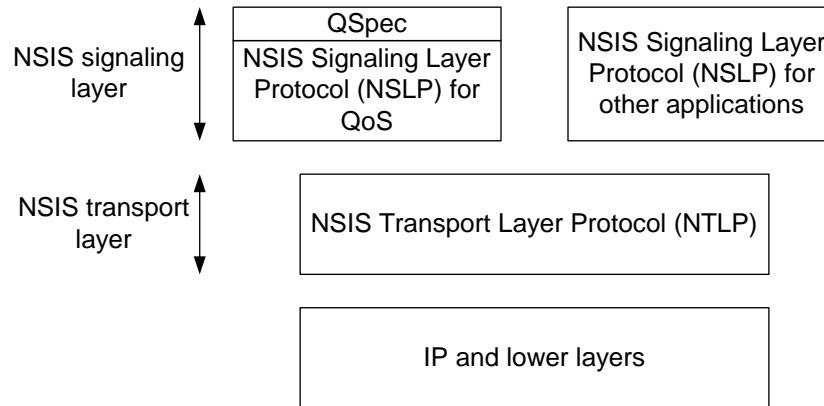 QSpec
NSIS signaling
layer
NSIS Signaling Layer
Protocol (NSLP) for
QoS
NSIS Signaling Layer
Protocol (NSLP) for
other applications
NSIS transport
layer
NSIS Transport Layer Protocol (NTLP)
IP and lower layers